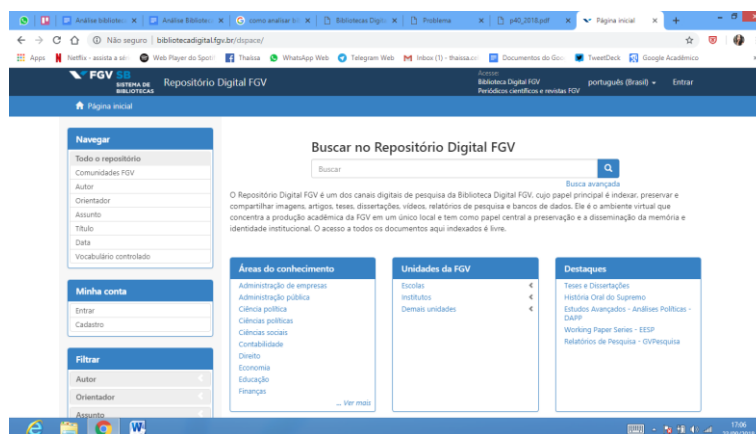 Análise bibliotec
Análise Bibliotec
como analisar bib
Bibliotecas Digita
Problema
p40_2018.pdf
Página inicial
Não seguro | bibliotecadigital.fgv.br/dspace/
Apps
Netflix - assista a séri
Web Player do Spotif
Thaissa
WhatsApp Web
Telegram Web
Inbox (1) - thaissa.co
Documentos do Goo
TweetDeck
Google Acadêmico
FGV SB
SISTEMA DE
BIBLIOTECAS
Repositório Digital FGV
Acesse:
Biblioteca Digital FGV
Periódicos científicos e revistas FGV
português (Brasil)
Entrar
Página inicial
Navegar
Todo o repositório
Comunidades FGV
Autor
Orientador
Assunto
Título
Data
Vocabulário controlado
Minha conta
Entrar
Cadastro
Filtrar
Autor
Orientador
Assunto
Buscar no Repositório Digital FGV
Buscar
Busca avançada
O Repositório Digital FGV é um dos canais digitais de pesquisa da Biblioteca Digital FGV, cujo papel principal é indexar, preservar e
compartilhar imagens, artigos, teses, dissertações, vídeos, relatórios de pesquisa e bancos de dados. Ele é o ambiente virtual que
concentra a produção acadêmica da FGV em um único local e tem como papel central a preservação e a disseminação da memória e
identidade institucional. O acesso a todos os documentos aqui indexados é livre.
Áreas do conhecimento
Administração de empresas
Administração pública
Ciência política
Ciências políticas
Ciências sociais
Contabilidade
Direito
Economia
Educação
Finanças
... Ver mais
Unidades da FGV
Escolas
Institutos
Demais unidades
Destaques
Teses e Dissertações
História Oral do Supremo
Estudos Avançados - Análises Políticas -
DAPP
Working Paper Series - EESP
Relatórios de Pesquisa - GVPesquisa
17:06